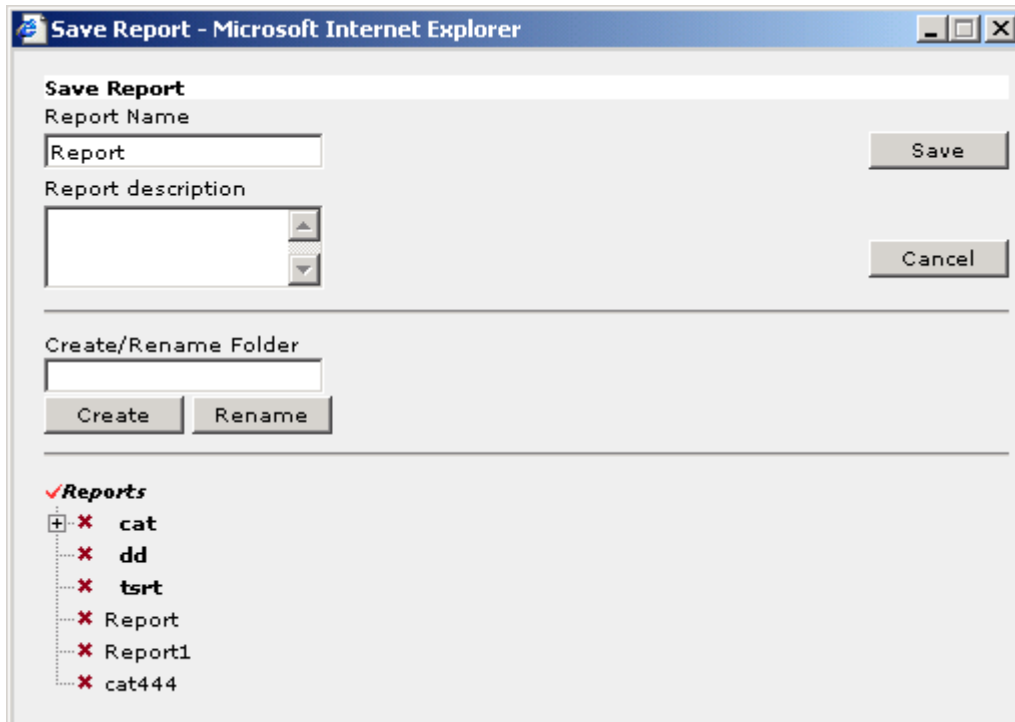 Save Report - Microsoft Internet Explorer
Save Report
Report Name
Report
Save
Report description
Cancel
Create/Rename Folder
Create Rename
Reports
cat
dd
tsrt
Report
Report1
cat444